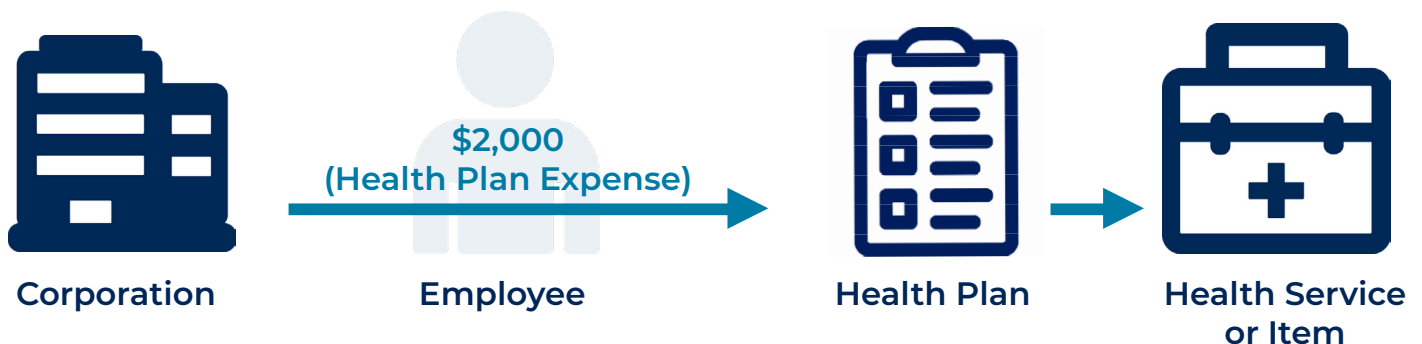 $2,000
(Health Plan Expense)
Corporation
Employee
Health Plan
Health Service
or Item